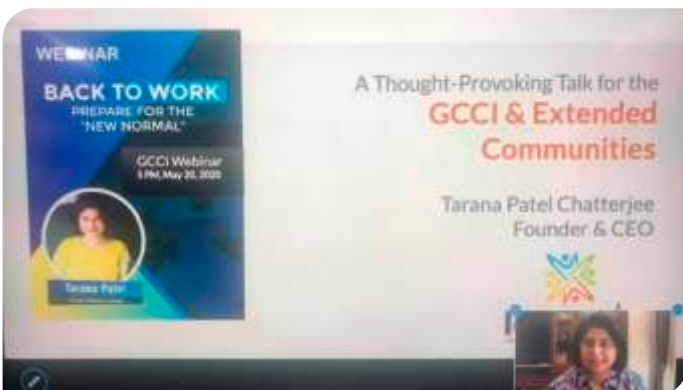 WEBINAR
BACK TO WORK
PREPARE FOR THE
"NEW NORMAL"
GCCI Webinar
5 PM, May 20, 2020
Tarana Patel
A Thought-Provoking Talk for the
GCCI & Extended
Communities
Tarana Patel Chatterjee
Founder & CEO